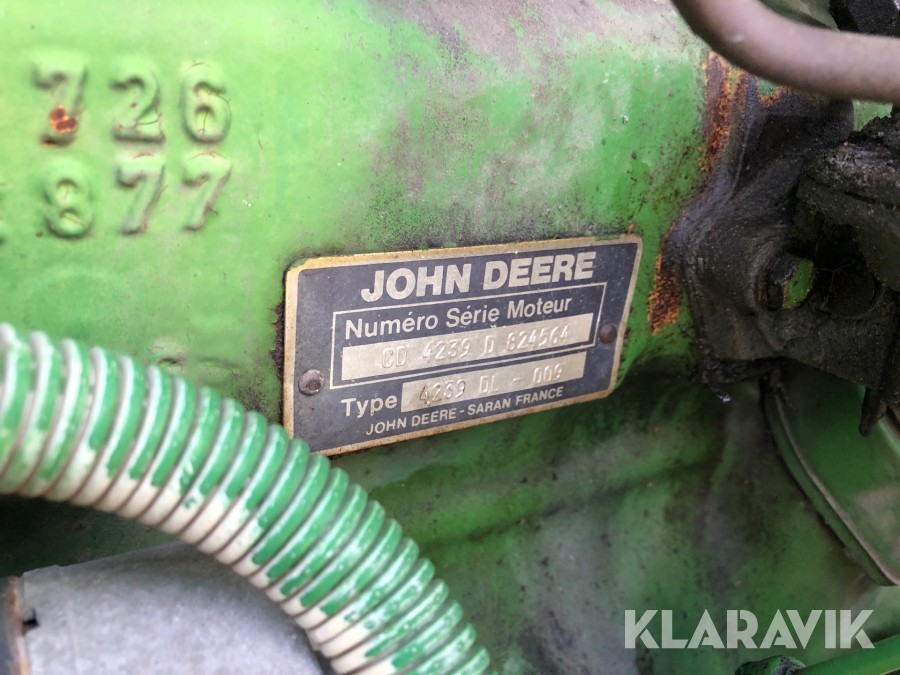 726
877
JOHN DEERE
Numéro Série Moteur
CD 4239 D 824564
Type 4239 DL - 009
JOHN DEERE - SARAN FRANCE
KLARAVIK